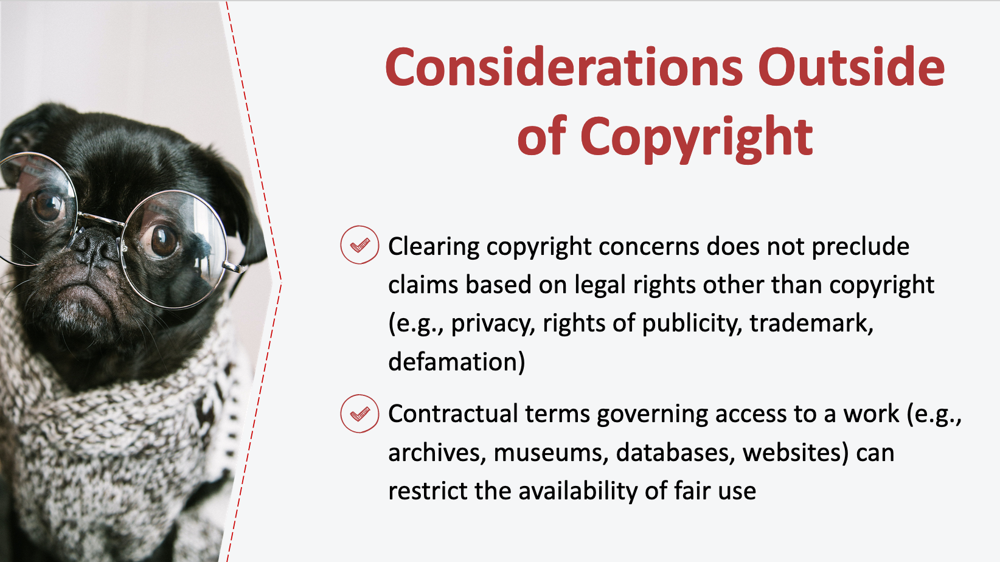 Considerations Outside
of Copyright
Clearing copyright concerns does not preclude
claims based on legal rights other than copyright
(e.g., privacy, rights of publicity, trademark,
defamation)
Contractual terms governing access to a work (e.g.,
archives, museums, databases, websites) can
restrict the availability of fair use